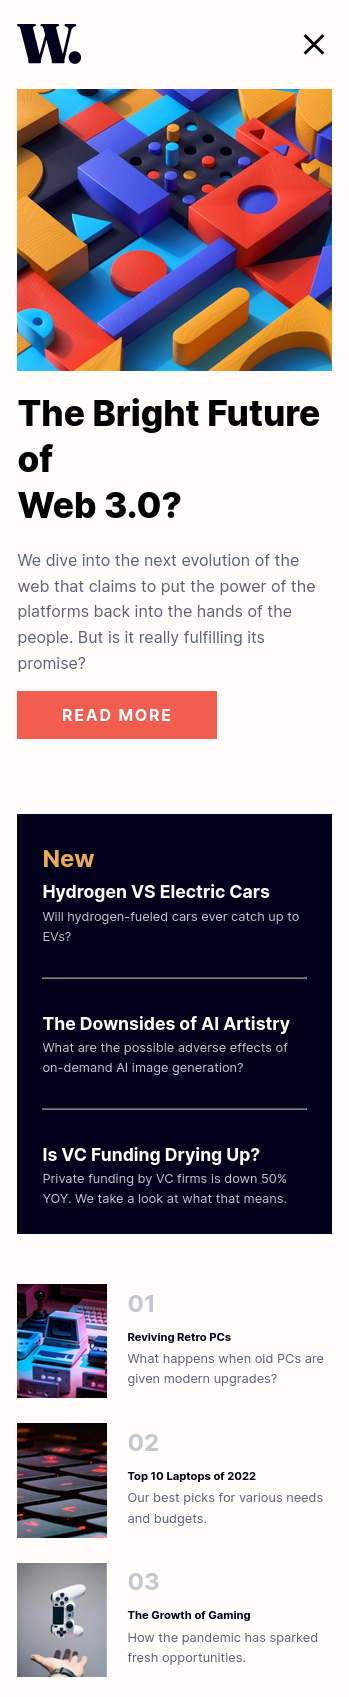 W.
The Bright Future
of
Web 3.0?
We dive into the next evolution of the
web that claims to put the power of the
platforms back into the hands of the
people. But is it really fulfilling its
promise?
READ MORE
New
Hydrogen VS Electric Cars
Will hydrogen-fueled cars ever catch up to
EVs?
The Downsides of AI Artistry
What are the possible adverse effects of
on-demand AI image generation?
Is VC Funding Drying Up?
Private funding by VC firms is down 50%
YOY. We take a look at what that means.
01
Reviving Retro PCs
What happens when old PCs are
given modern upgrades?
02
Top 10 Laptops of 2022
Our best picks for various needs
and budgets.
03
The Growth of Gaming
How the pandemic has sparked
fresh opportunities.